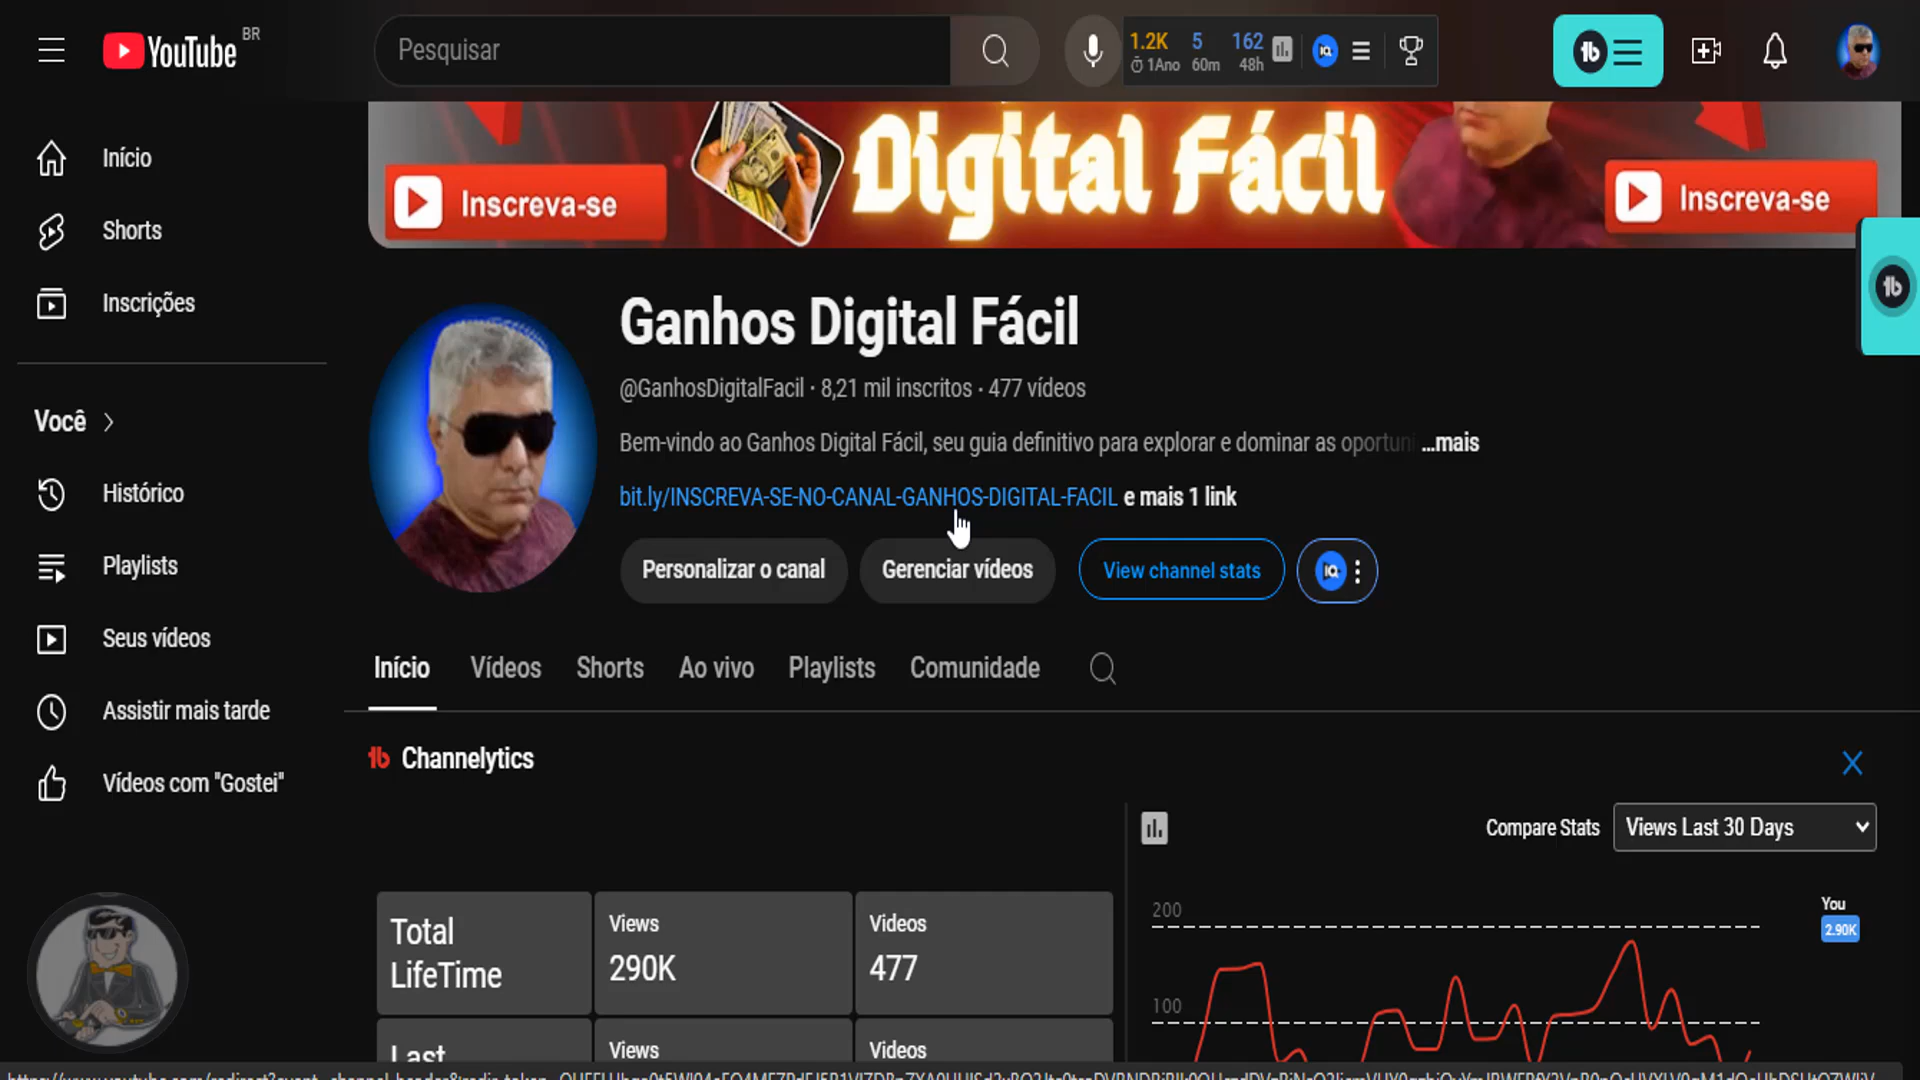 YouTube BR
Pesquisar
1.2K 5 162
1Ano 60m 48h
Digital Fácil
Inscreva-se
Inscreva-se
Início
Shorts
Inscrições
Você
Histórico
Playlists
Seus vídeos
Assistir mais tarde
Vídeos com "Gostei"
Ganhos Digital Fácil
@GanhosDigitalFacil · 8,21 mil inscritos · 477 vídeos
Bem-vindo ao Ganhos Digital Fácil, seu guia definitivo para explorar e dominar as oportuni ...mais
bit.ly/INSCREVA-SE-NO-CANAL-GANHOS-DIGITAL-FACIL e mais 1 link
Personalizar o canal
Gerenciar vídeos
View channel stats
Início Vídeos Shorts Ao vivo Playlists Comunidade
Channelytics
Compare Stats Views Last 30 Days
Total LifeTime
Views
290K
Videos
477
Last
Views
Videos
200
100
You
2.90K